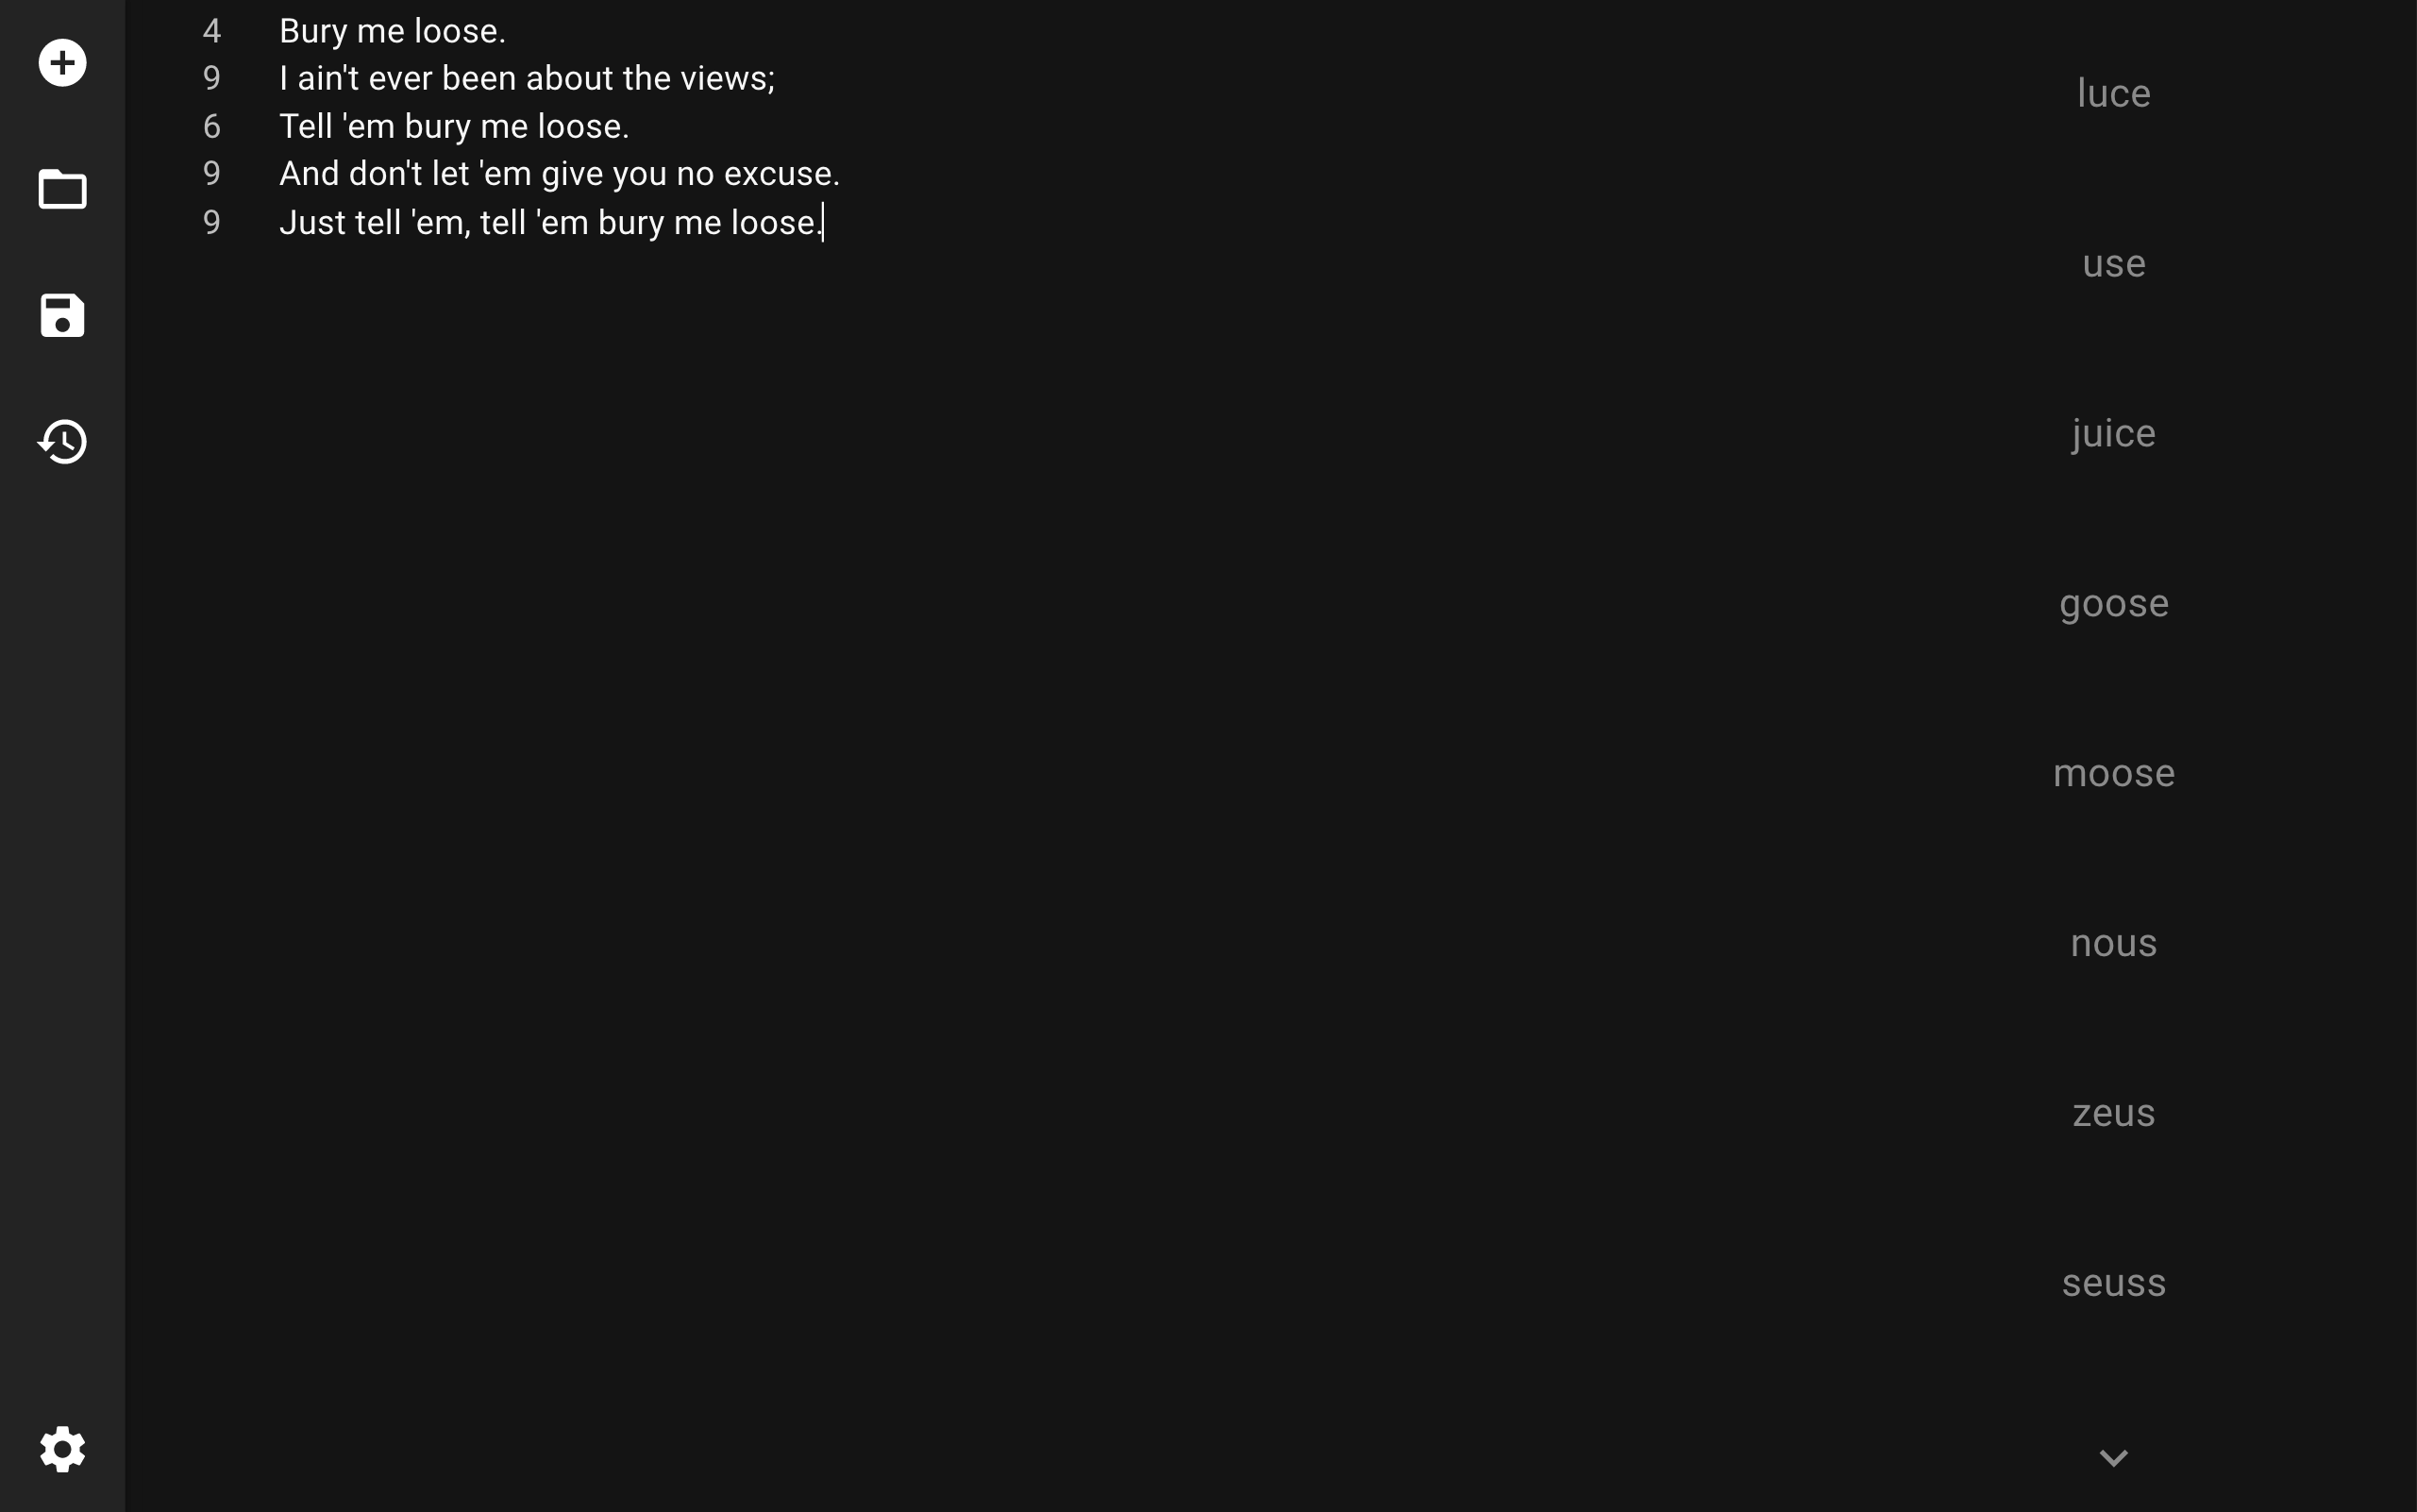 4 Bury me loose.
9 I ain't ever been about the views;
6 Tell 'em bury me loose.
9 And don't let 'em give you no excuse.
9 Just tell 'em, tell 'em bury me loose.
luce
use
juice
goose
moose
nous
zeus
seuss